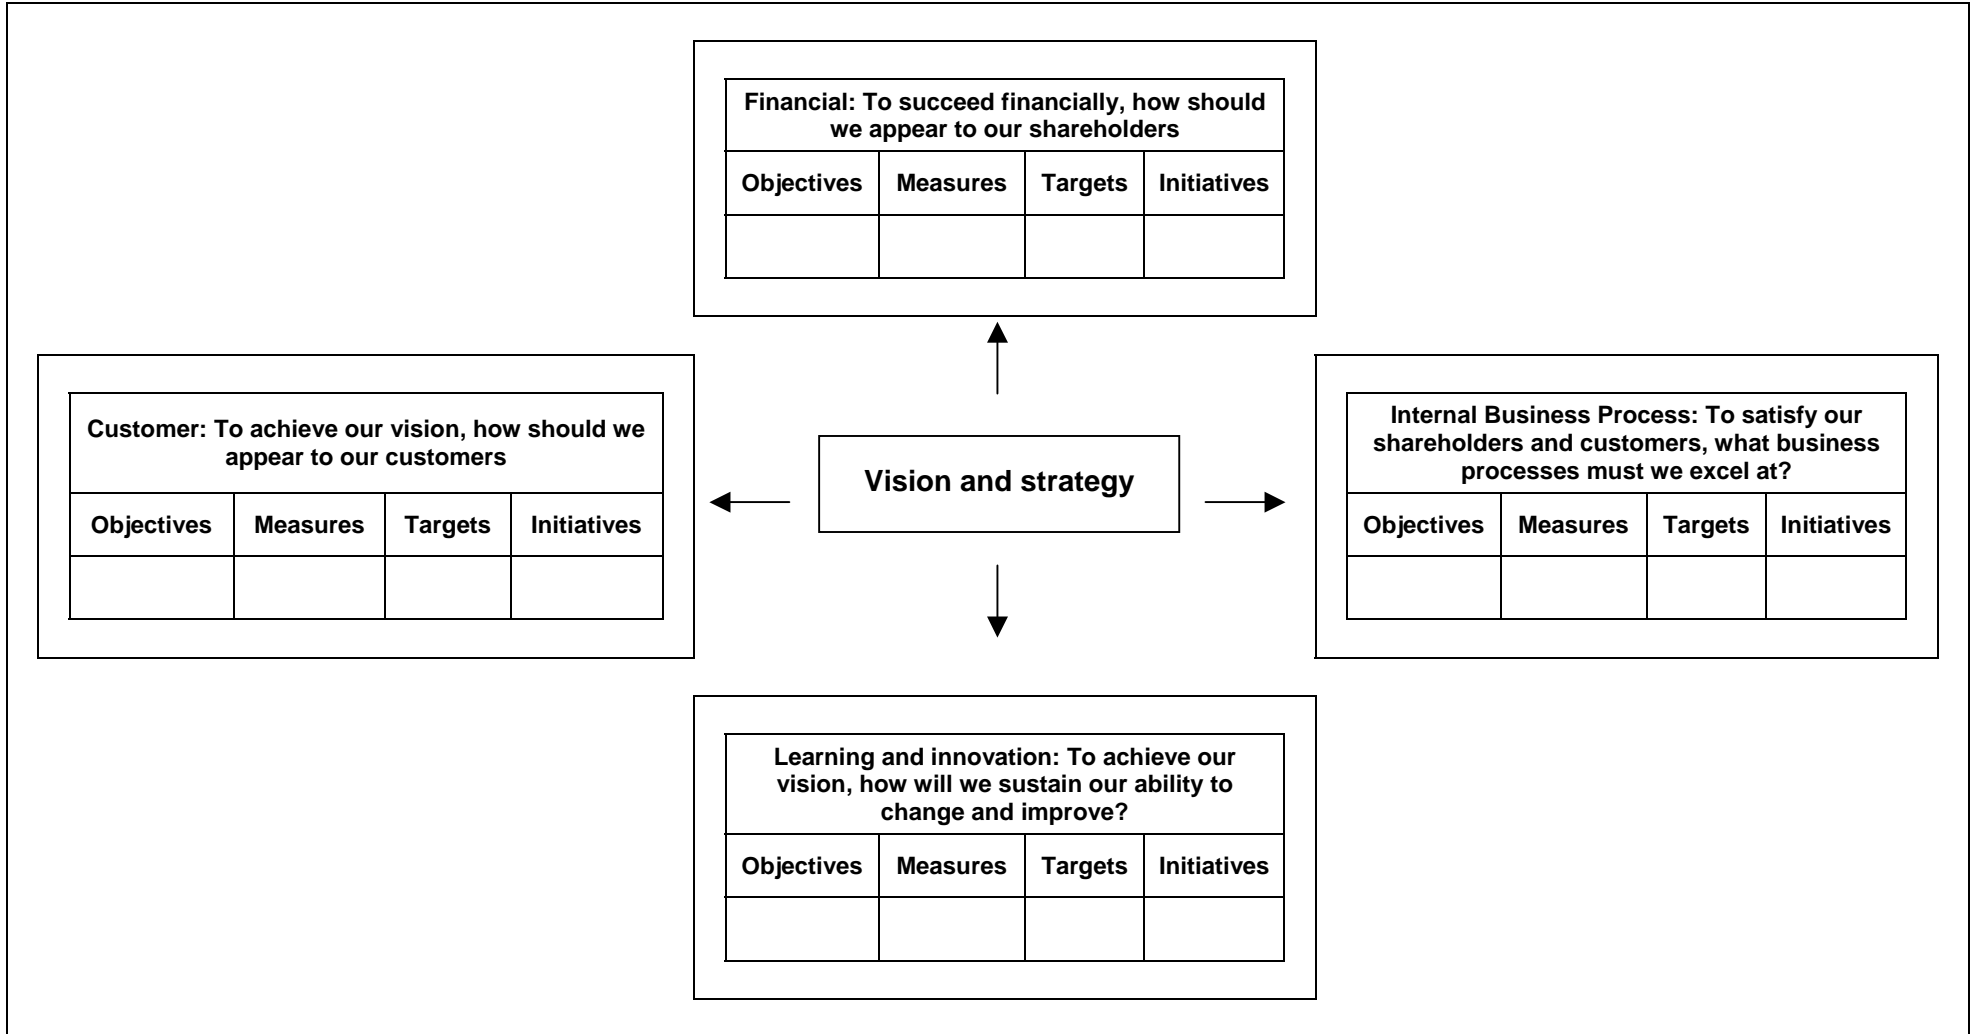 Financial: To succeed financially, how should
we appear to our shareholders
Objectives Measures Targets Initiatives
Customer: To achieve our vision, how should we
appear to our customers
Objectives Measures Targets Initiatives
Vision and strategy
Internal Business Process: To satisfy our
shareholders and customers, what business
processes must we excel at?
Objectives Measures Targets Initiatives
Learning and innovation: To achieve our
vision, how will we sustain our ability to
change and improve?
Objectives Measures Targets Initiatives